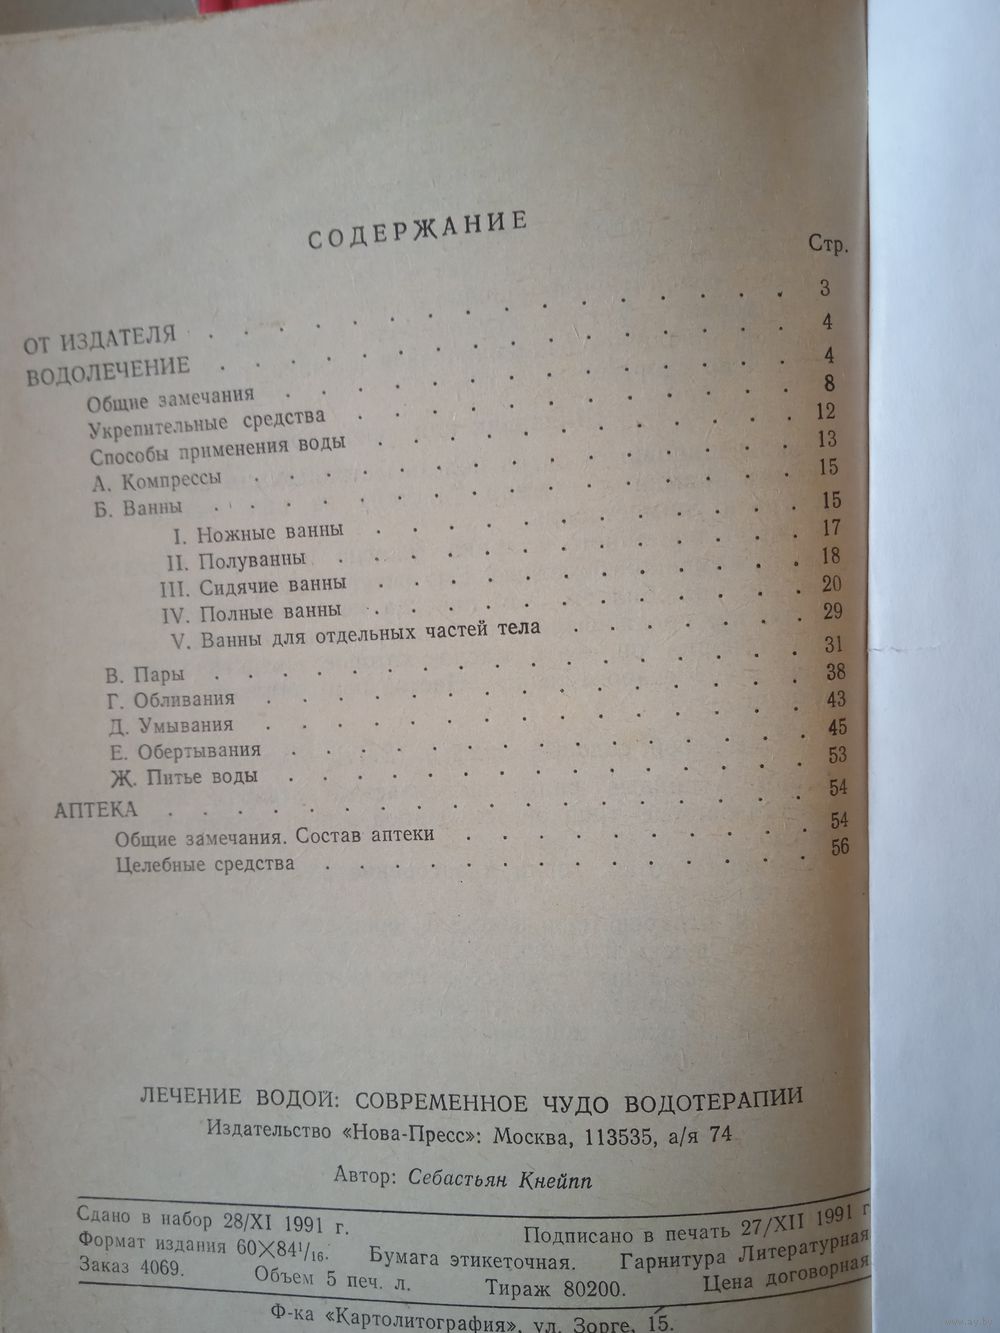 СОДЕРЖАНИЕ
Стр.
ОТ ИЗДАТЕЛЯ . . . . . . . . . . . . . . . . 3
ВОДОЛЕЧЕНИЕ . . . . . . . . . . . . . . . . 4
Общие замечания . . . . . . . . . . . . . . 4
Укрепительные средства . . . . . . . . . . . 8
Способы применения воды . . . . . . . . . . 12
А. Компрессы . . . . . . . . . . . . . . . 13
Б. Ванны . . . . . . . . . . . . . . . . . 15
I. Ножные ванны . . . . . . . . . . . . 15
II. Полуванны . . . . . . . . . . . . . 17
III. Сидячие ванны . . . . . . . . . . . 18
IV. Полные ванны . . . . . . . . . . . . 20
V. Ванны для отдельных частей тела . . . . . 29
В. Пары . . . . . . . . . . . . . . . . . 31
Г. Обливания . . . . . . . . . . . . . . . 38
Д. Умывания . . . . . . . . . . . . . . . 43
Е. Обертывания . . . . . . . . . . . . . . 45
Ж. Питье воды . . . . . . . . . . . . . . 53
АПТЕКА . . . . . . . . . . . . . . . . . . 54
Общие замечания. Состав аптеки . . . . . . . 54
Целебные средства . . . . . . . . . . . . . 56
ЛЕЧЕНИЕ ВОДОЙ: СОВРЕМЕННОЕ ЧУДО ВОДОТЕРАПИИ
Издательство «Нова-Пресс»: Москва, 113535, а/я 74
Автор: Себастьян Кнейпп
Сдано в набор 28/XI 1991 г. Подписано в печать 27/XII 1991 г
Формат издания 60×84¹/₁₆. Бумага этикеточная. Гарнитура Литературная
Заказ 4069. Объем 5 печ. л. Тираж 80200. Цена договорная
Ф-ка «Картолитография», ул. Зорге, 15.
www.ay.by